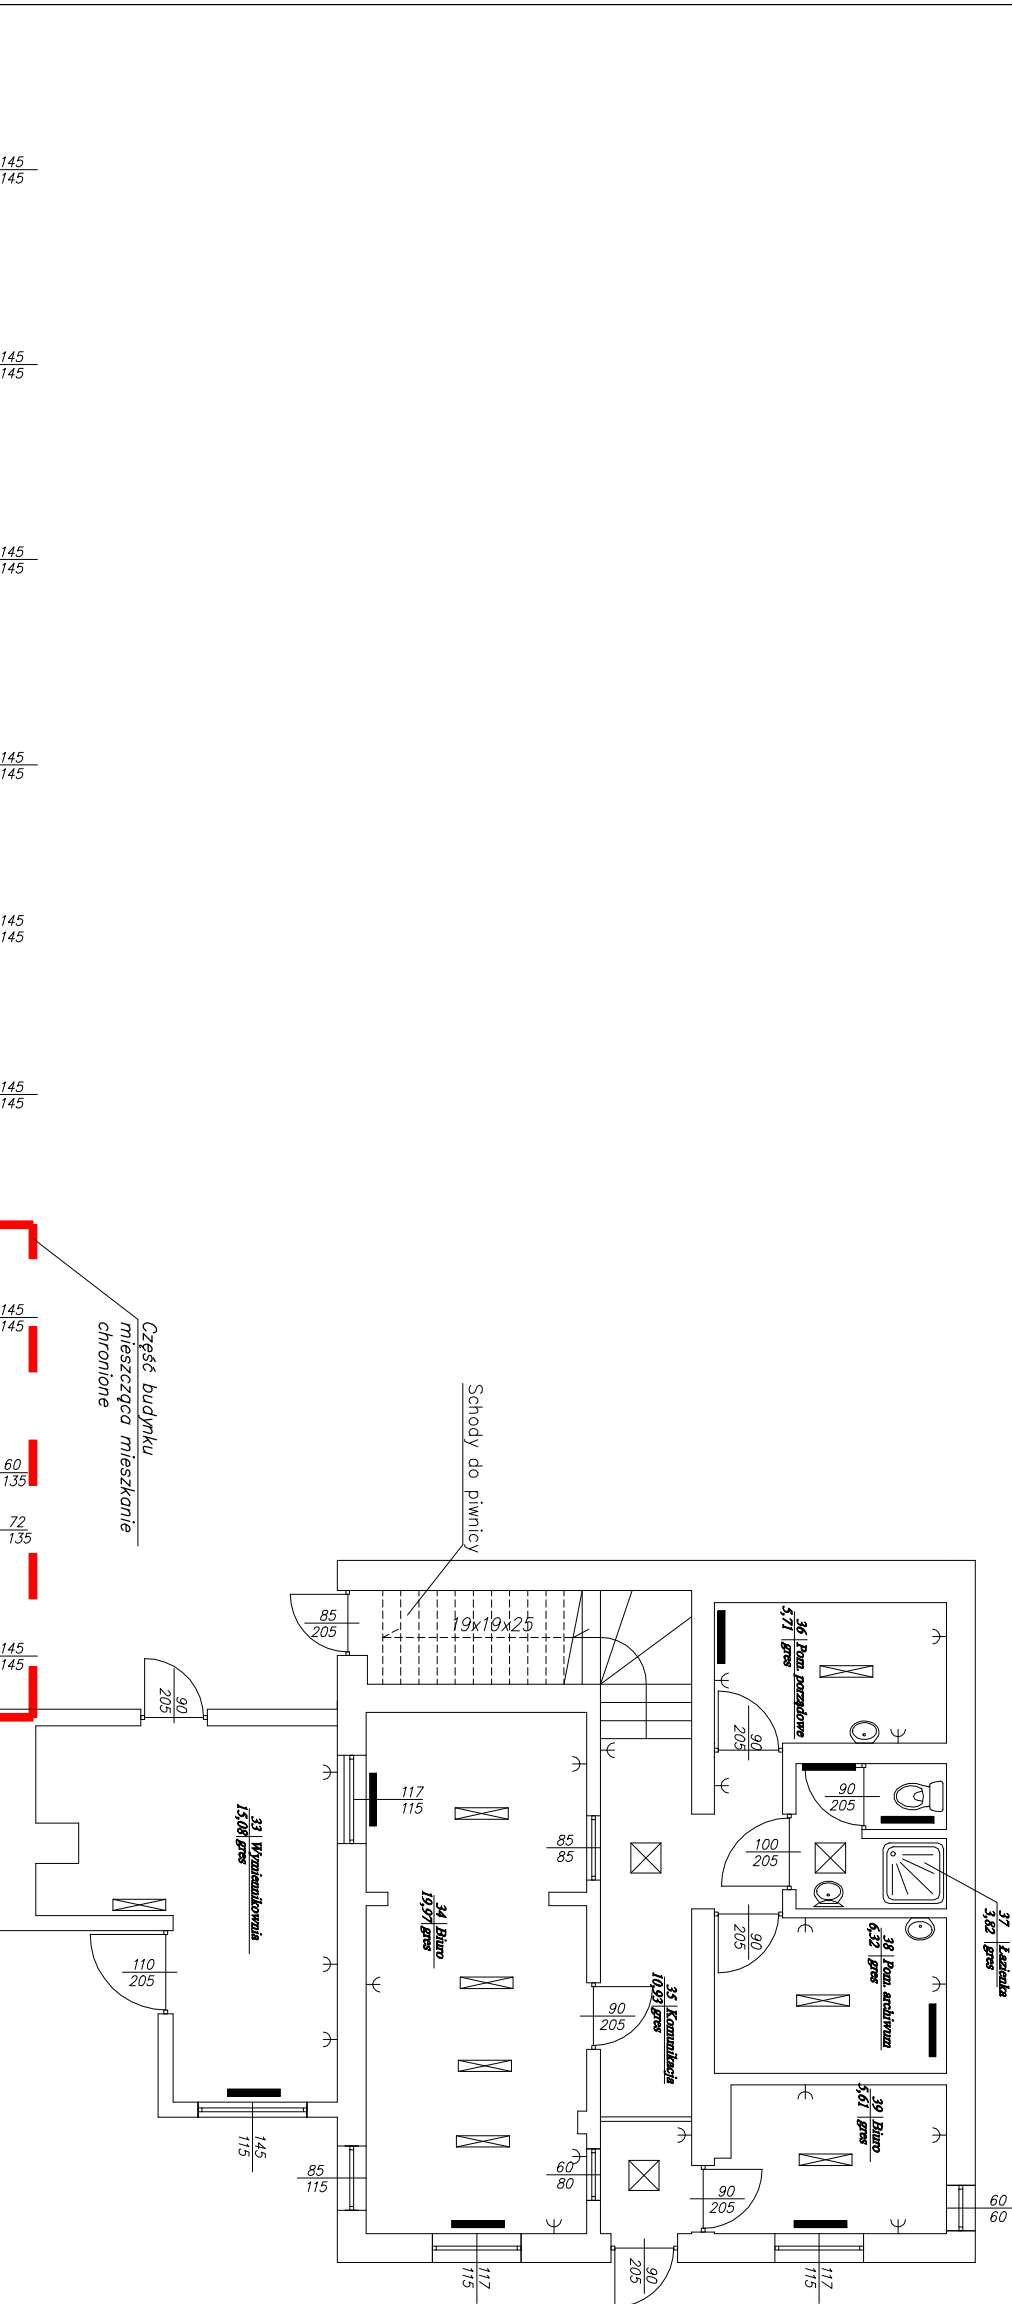 145
145
145
145
145
145
145
145
145
145
145
145
Część budynku
mieszcząca mieszkanie
chronione
145
145
60
135
72
135
145
145
Schody do piwnicy
19x19x25
85
205
90
205
36 Pom. porządowe
5,71 gres
90
205
90
205
117
115
85
85
100
205
33 Wymiennikownia
15,08 gres
34 Biuro
19,97 gres
37 Łazienka
3,82 gres
38 Pom. archiwum
6,32 gres
90
205
110
205
35 Komunikacja
10,93 gres
90
205
39 Biuro
5,61 gres
145
115
85
115
60
80
90
205
60
60
117
115
90
205
117
115